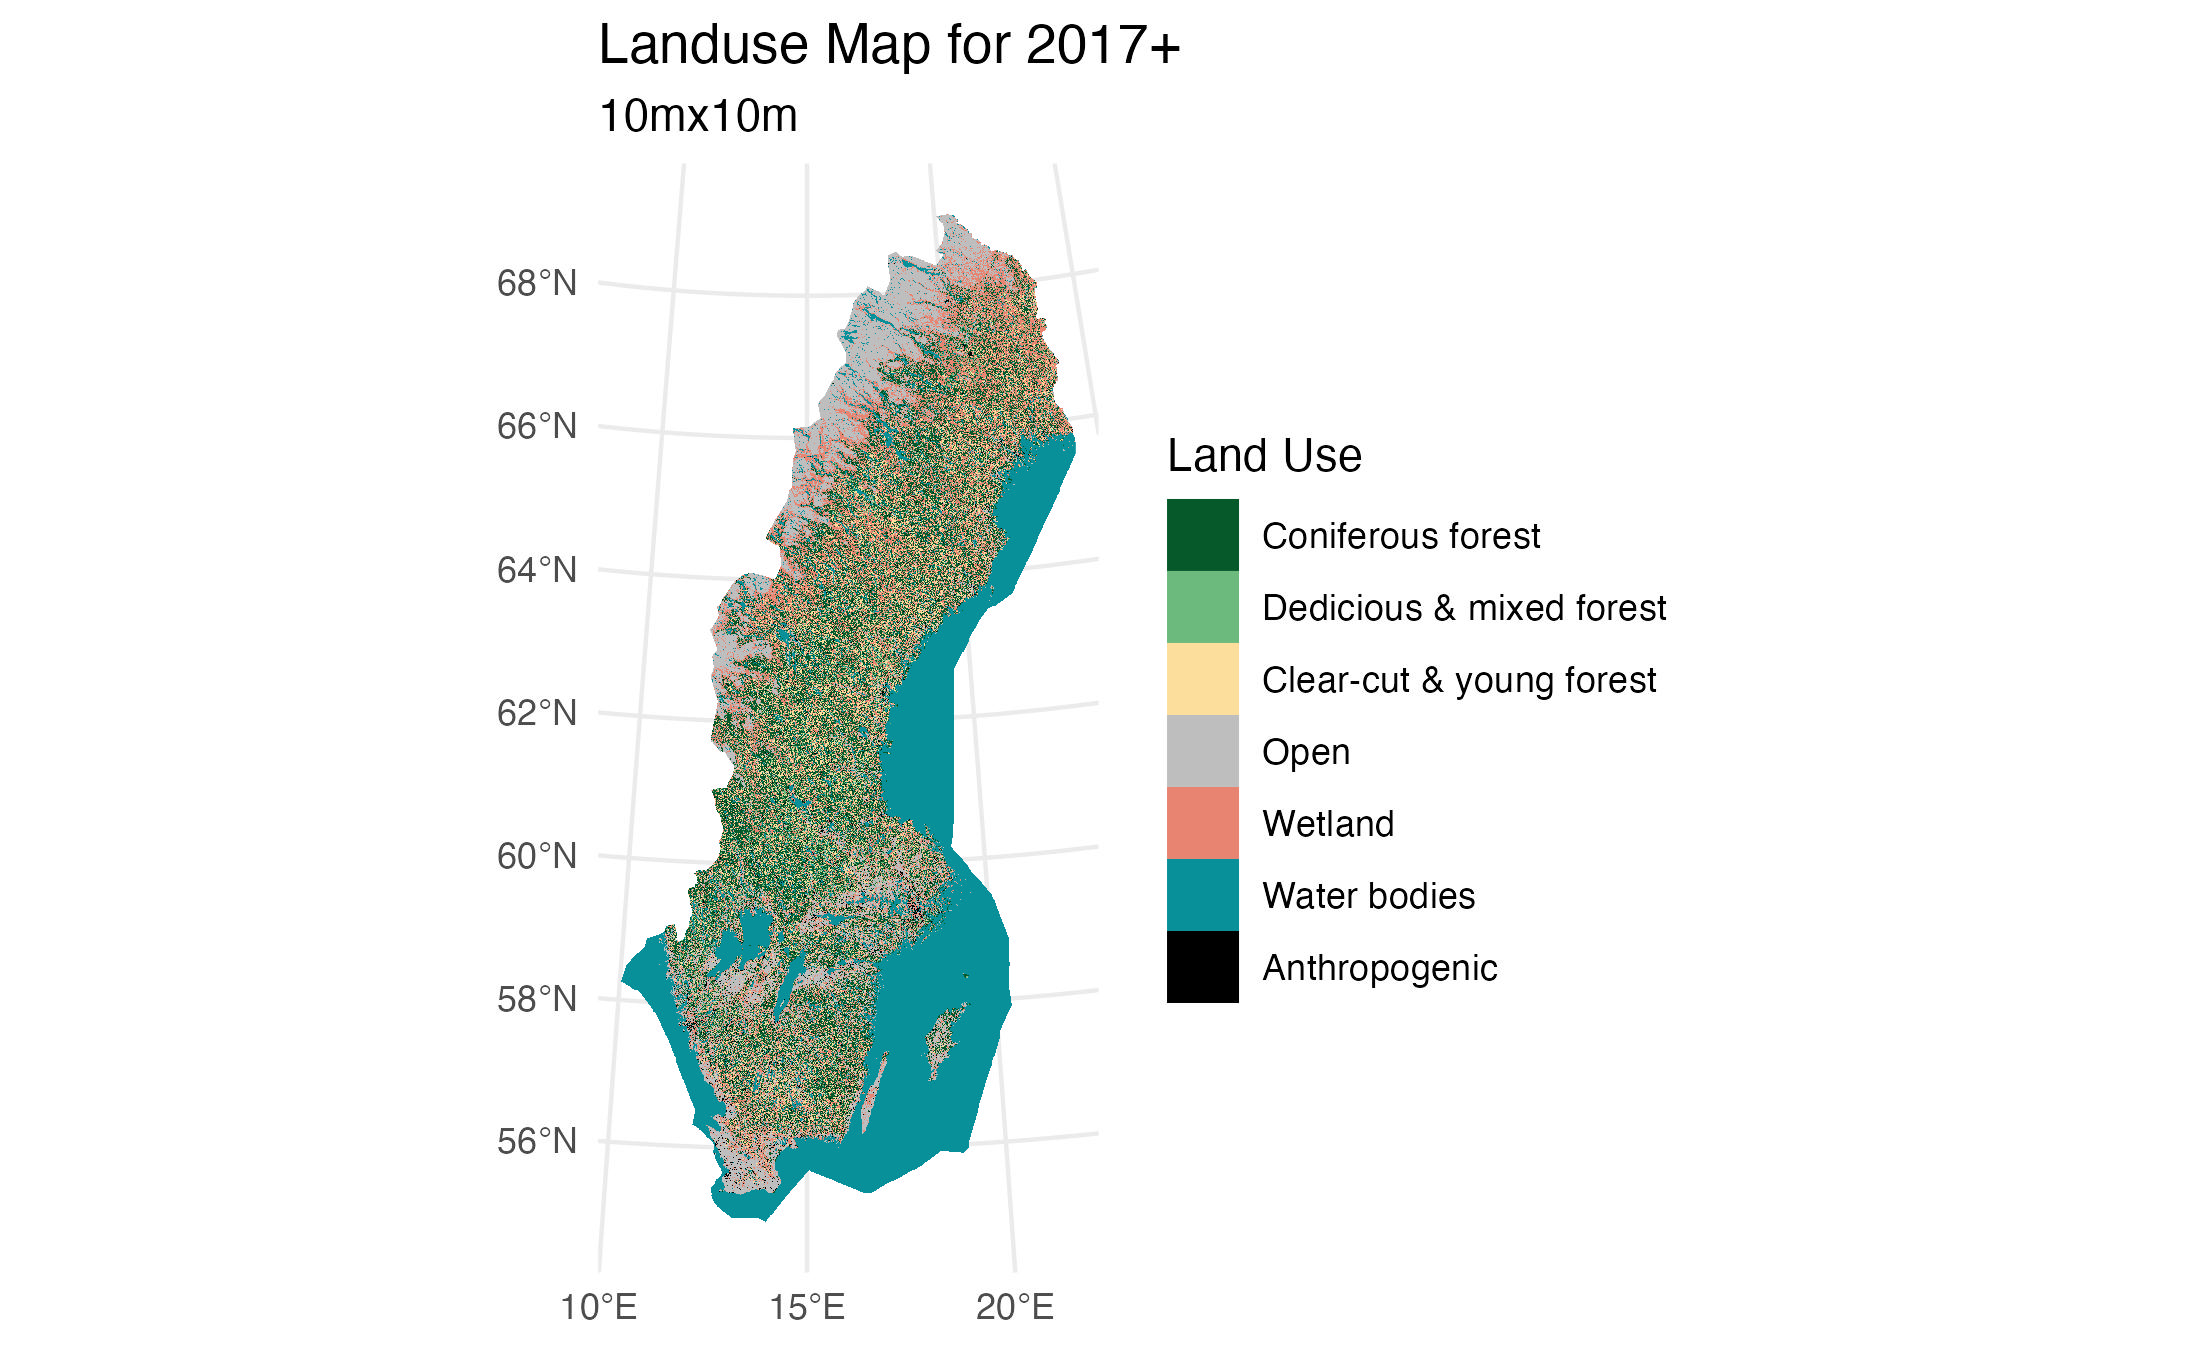 Landuse Map for 2017+
10mx10m
68°N
66°N
64°N
62°N
60°N
58°N
56°N
10°E
15°E
20°E
Land Use
Coniferous forest
Dedicious & mixed forest
Clear-cut & young forest
Open
Wetland
Water bodies
Anthropogenic